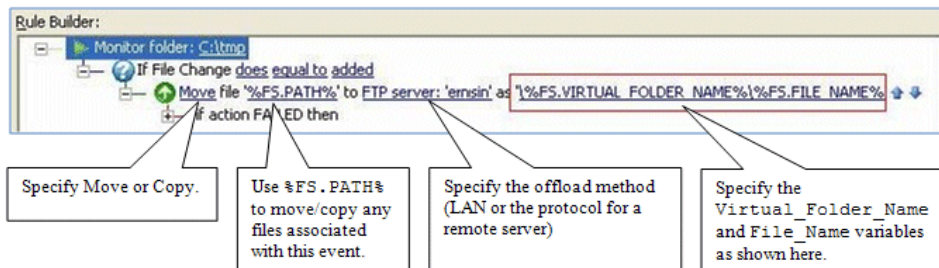 Rule Builder:
Monitor folder: C:\tmp
If File Change does equal to added
Move file '%FS.PATH%' to FTP server: 'ernsin' as '\%FS.VIRTUAL_FOLDER_NAME%\%FS.FILE_NAME%
if action FAILED then
Specify Move or Copy.
Use %FS.PATH%
to move/copy any
files associated
with this event.
Specify the offload method
(LAN or the protocol for a
remote server)
Specify the
Virtual_Folder_Name
and File_Name variables
as shown here.